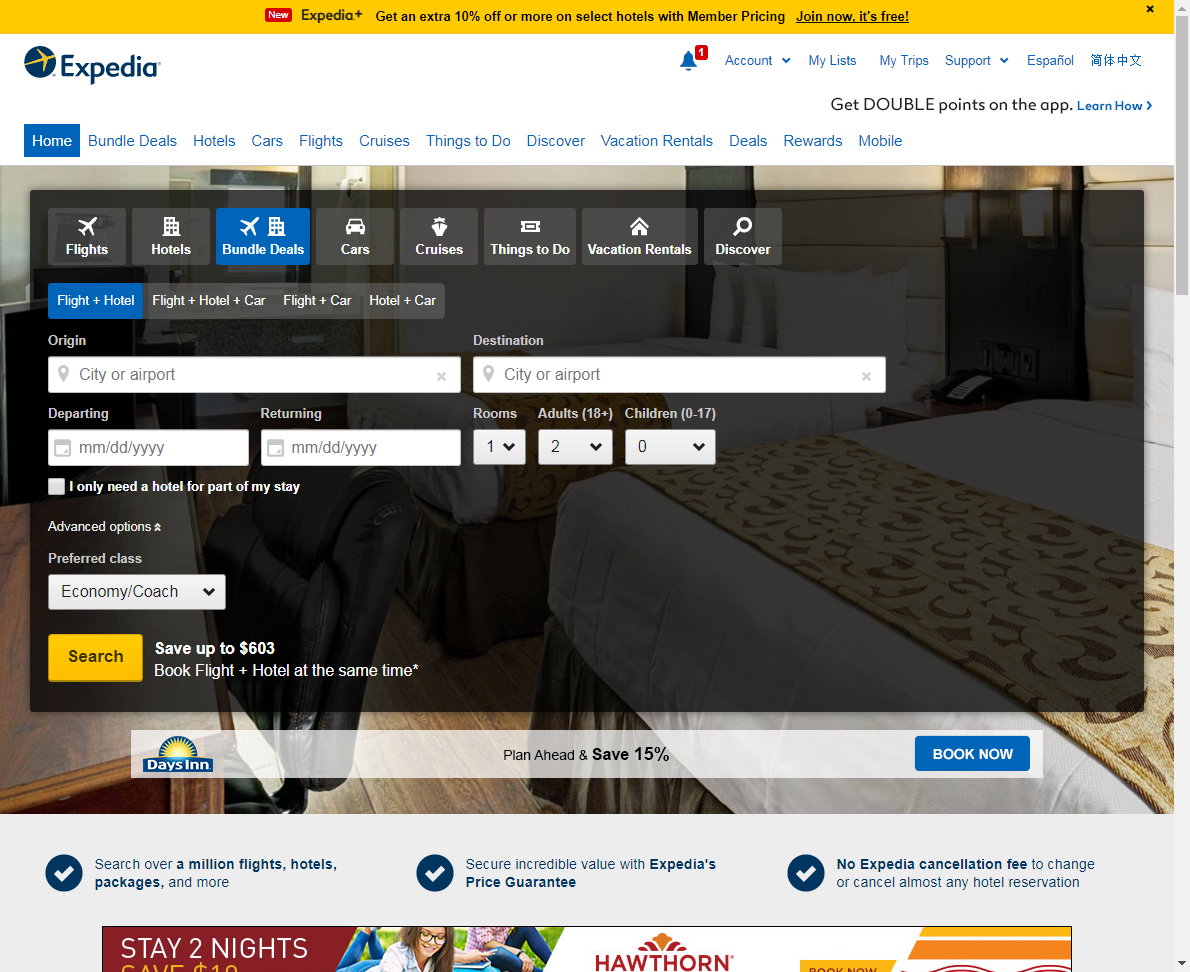 New Expedia+ Get an extra 10% off or more on select hotels with Member Pricing Join now, it's free!
Expedia
1
Account My Lists My Trips Support Español 简体中文
Get DOUBLE points on the app. Learn How
Home Bundle Deals Hotels Cars Flights Cruises Things to Do Discover Vacation Rentals Deals Rewards Mobile
Flights Hotels Bundle Deals Cars Cruises Things to Do Vacation Rentals Discover
Flight + Hotel Flight + Hotel + Car Flight + Car Hotel + Car
Origin Destination
City or airport City or airport
Departing Returning Rooms Adults (18+) Children (0-17)
mm/dd/yyyy mm/dd/yyyy 1 2 0
I only need a hotel for part of my stay
Advanced options
Preferred class
Economy/Coach
Search
Save up to $603
Book Flight + Hotel at the same time*
Days Inn Plan Ahead & Save 15% BOOK NOW
Search over a million flights, hotels,
packages, and more
Secure incredible value with Expedia's
Price Guarantee
No Expedia cancellation fee to change
or cancel almost any hotel reservation
STAY 2 NIGHTS
SAVE $10
HAWTHORN
BOOK NOW